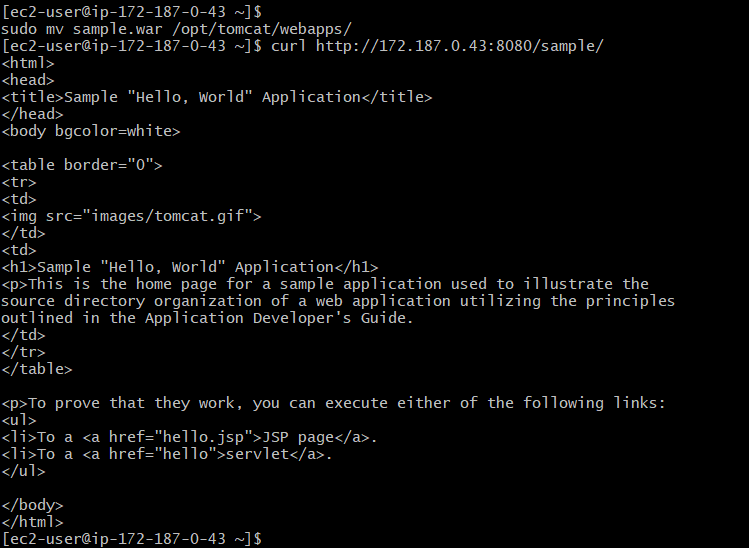 [ec2-user@ip-172-187-0-43 ~]$
sudo mv sample.war /opt/tomcat/webapps/
[ec2-user@ip-172-187-0-43 ~]$ curl http://172.187.0.43:8080/sample/
<html>
<head>
<title>Sample "Hello, World" Application</title>
</head>
<body bgcolor=white>

<table border="0">
<tr>
<td>
<img src="images/tomcat.gif">
</td>
<td>
<h1>Sample "Hello, World" Application</h1>
<p>This is the home page for a sample application used to illustrate the
source directory organization of a web application utilizing the principles
outlined in the Application Developer's Guide.
</td>
</tr>
</table>

<p>To prove that they work, you can execute either of the following links:
<ul>
<li>To a <a href="hello.jsp">JSP page</a>.
<li>To a <a href="hello">servlet</a>.
</ul>

</body>
</html>
[ec2-user@ip-172-187-0-43 ~]$